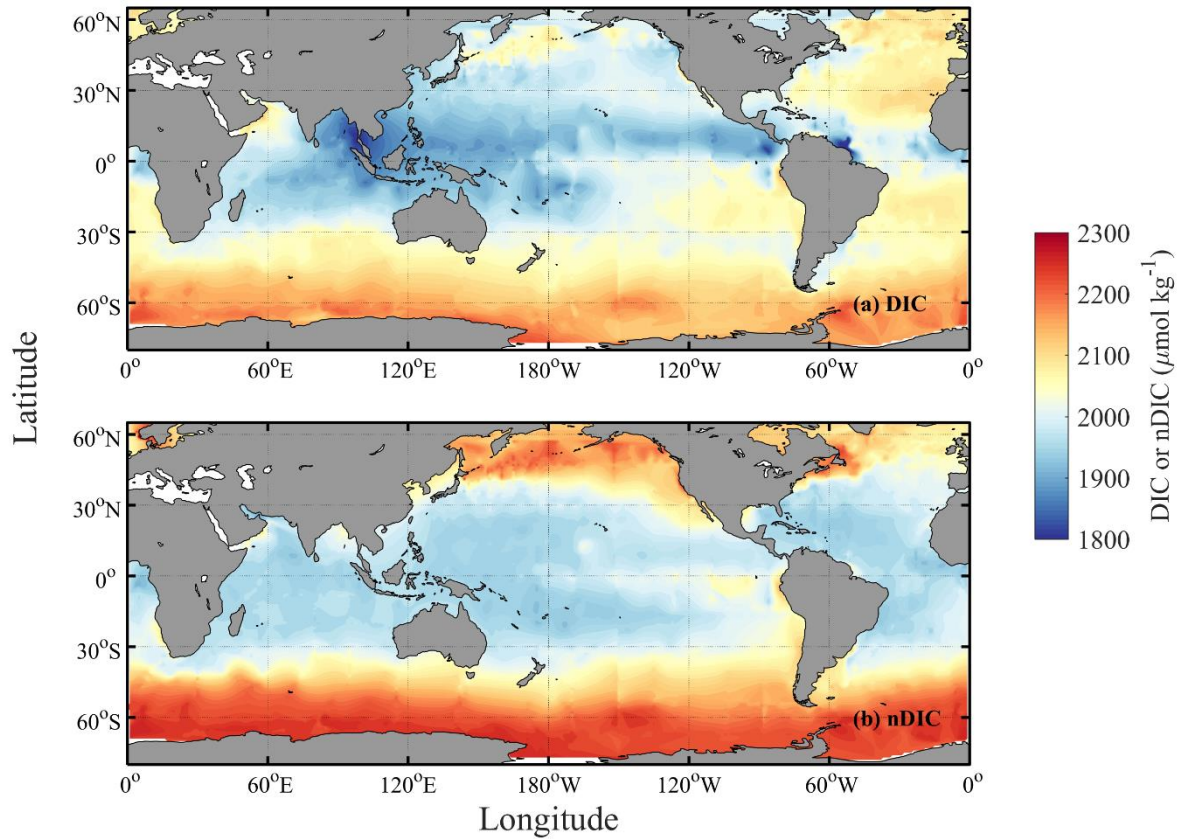 60°N
30°N
0°
30°S
60°S
(a) DIC
0° 60°E 120°E 180°W 120°W 60°W 0°
Latitude
60°N
30°N
0°
30°S
60°S
(b) nDIC
0° 60°E 120°E 180°W 120°W 60°W 0°
Longitude
2300
2200
2100
2000
1900
1800
DIC or nDIC (μmol kg⁻¹)